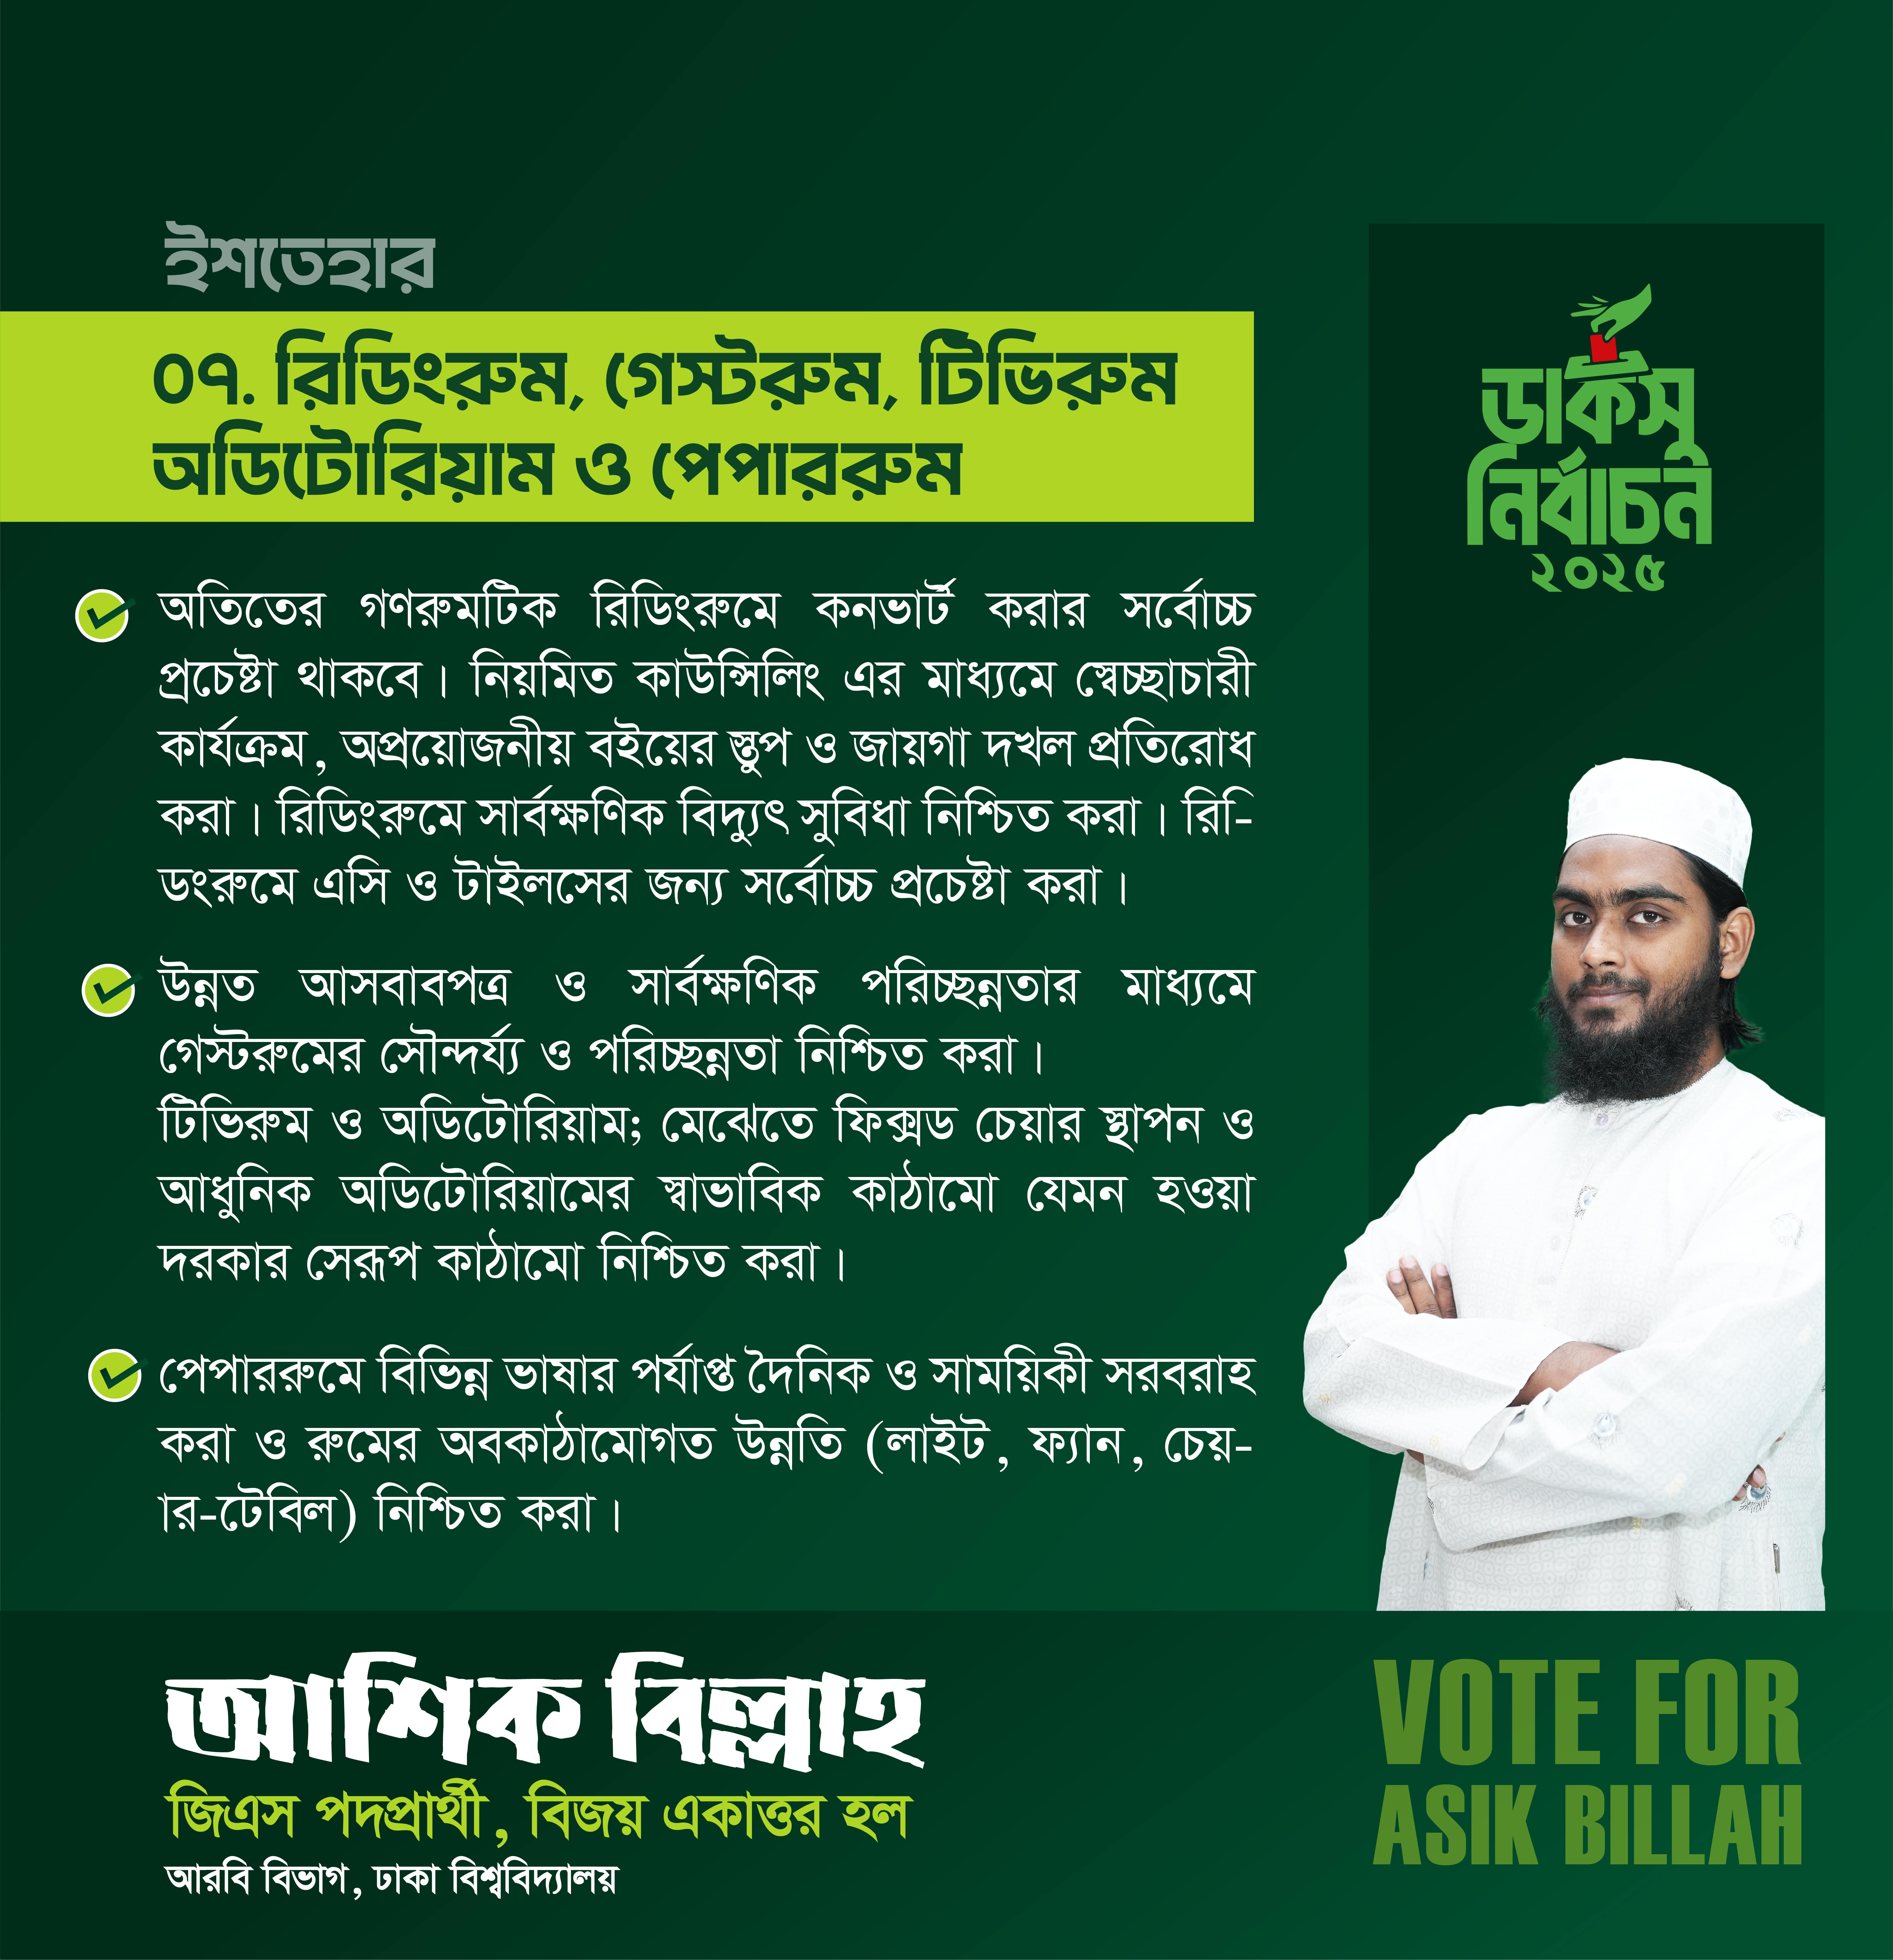 ইশতেহার
০৭. রিডিংরুম, গেস্টরুম, টিভিরুম
অডিটোরিয়াম ও পেপাররুম
অতিতের গণরুমটিক রিডিংরুমে কনভার্ট করার সর্বোচ্চ
প্রচেষ্টা থাকবে। নিয়মিত কাউন্সিলিং এর মাধ্যমে স্বেচ্ছাচারী
কার্যক্রম, অপ্রয়োজনীয় বইয়ের স্তুপ ও জায়গা দখল প্রতিরোধ
করা। রিডিংরুমে সার্বক্ষণিক বিদ্যুৎ সুবিধা নিশ্চিত করা। রি-
ডিংরুমে এসি ও টাইলসের জন্য সর্বোচ্চ প্রচেষ্টা করা।
উন্নত আসবাবপত্র ও সার্বক্ষণিক পরিচ্ছন্নতার মাধ্যমে
গেস্টরুমের সৌন্দর্য্য ও পরিচ্ছন্নতা নিশ্চিত করা।
টিভিরুম ও অডিটোরিয়াম; মেঝেতে ফিক্সড চেয়ার স্থাপন ও
আধুনিক অডিটোরিয়ামের স্বাভাবিক কাঠামো যেমন হওয়া
দরকার সেরূপ কাঠামো নিশ্চিত করা।
পেপাররুমে বিভিন্ন ভাষার পর্যাপ্ত দৈনিক ও সাময়িকী সরবরাহ
করা ও রুমের অবকাঠামোগত উন্নতি (লাইট, ফ্যান, চেয়-
ার-টেবিল) নিশ্চিত করা।
ডাকসু
নির্বাচন
২০২৫
আশিক বিল্লাহ
জিএস পদপ্রার্থী, বিজয় একাত্তর হল
আরবি বিভাগ, ঢাকা বিশ্ববিদ্যালয়
VOTE FOR
ASIK BILLAH